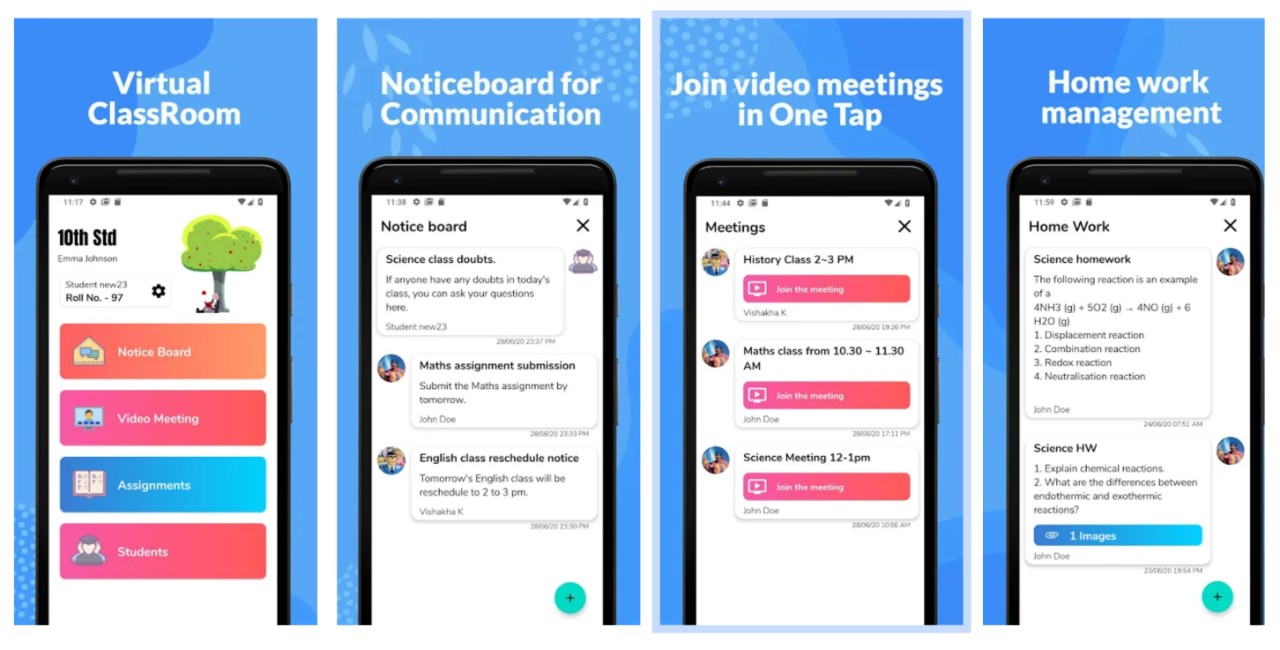 Virtual
ClassRoom
11:17
10th Std
Emma Johnson
Student new23
Roll No. - 97
Notice Board
Video Meeting
Assignments
Students
Noticeboard for
Communication
11:38
Notice board
Science class doubts.
If anyone have any doubts in today's
class, you can ask your questions
here.
Student new23
28/06/20 23:37 PM
Maths assignment submission
Submit the Maths assignment by
tomorrow.
John Doe
28/06/20 23:33 PM
English class reschedule notice
Tomorrow's English class will be
reschedule to 2 to 3 pm.
Vishakha K
28/06/20 23:30 PM
+
Join video meetings
in One Tap
11:44
Meetings
History Class 2~3 PM
Join the meeting
Vishakha K
28/06/20 19:26 PM
Maths class from 10.30 ~ 11.30
AM
Join the meeting
John Doe
28/06/20 17:11 PM
Science Meeting 12-1pm
Join the meeting
John Doe
28/06/20 10:56 AM
Home work
management
11:59
Home Work
Science homework
The following reaction is an example
of a
4NH3 (g) + 5O2 (g) → 4NO (g) + 6
H2O (g)
1. Displacement reaction
2. Combination reaction
3. Redox reaction
4. Neutralisation reaction
John Doe
24/06/20 07:51 AM
Science HW
1. Explain chemical reactions.
2. What are the differences between
endothermic and exothermic
reactions?
1 Images
John Doe
23/06/20 19:54 PM
+